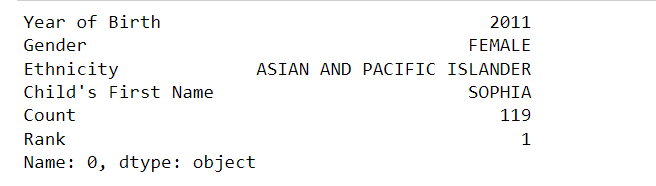 Year of Birth 2011
Gender FEMALE
Ethnicity ASIAN AND PACIFIC ISLANDER
Child's First Name SOPHIA
Count 119
Rank 1
Name: 0, dtype: object